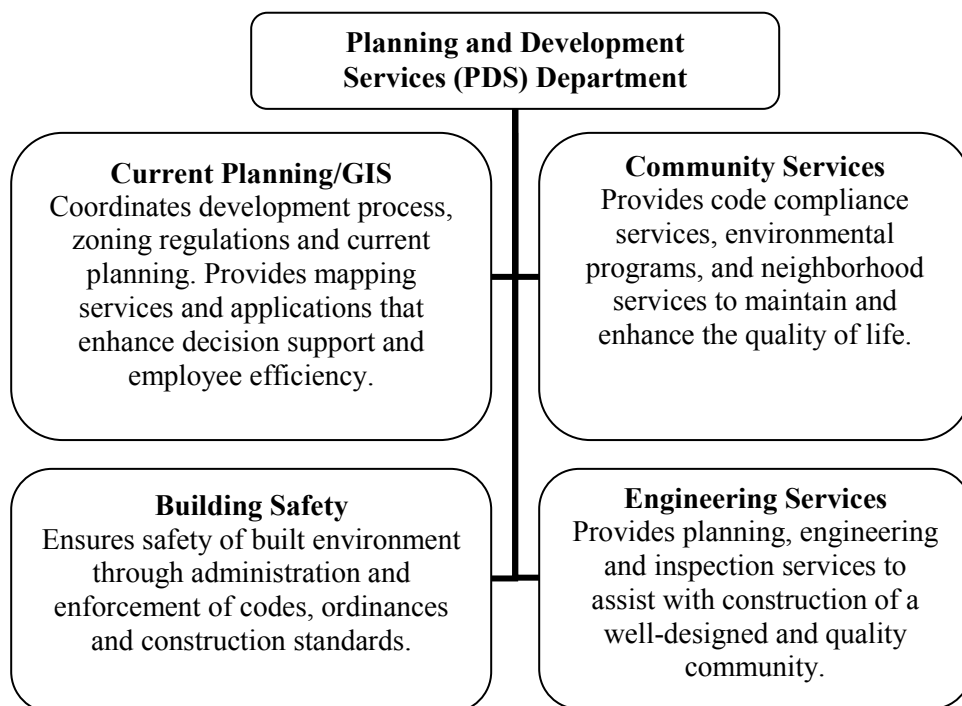 Planning and Development
Services (PDS) Department
Current Planning/GIS
Coordinates development process,
zoning regulations and current
planning. Provides mapping
services and applications that
enhance decision support and
employee efficiency.
Community Services
Provides code compliance
services, environmental
programs, and neighborhood
services to maintain and
enhance the quality of life.
Building Safety
Ensures safety of built environment
through administration and
enforcement of codes, ordinances
and construction standards.
Engineering Services
Provides planning, engineering
and inspection services to
assist with construction of a
well-designed and quality
community.